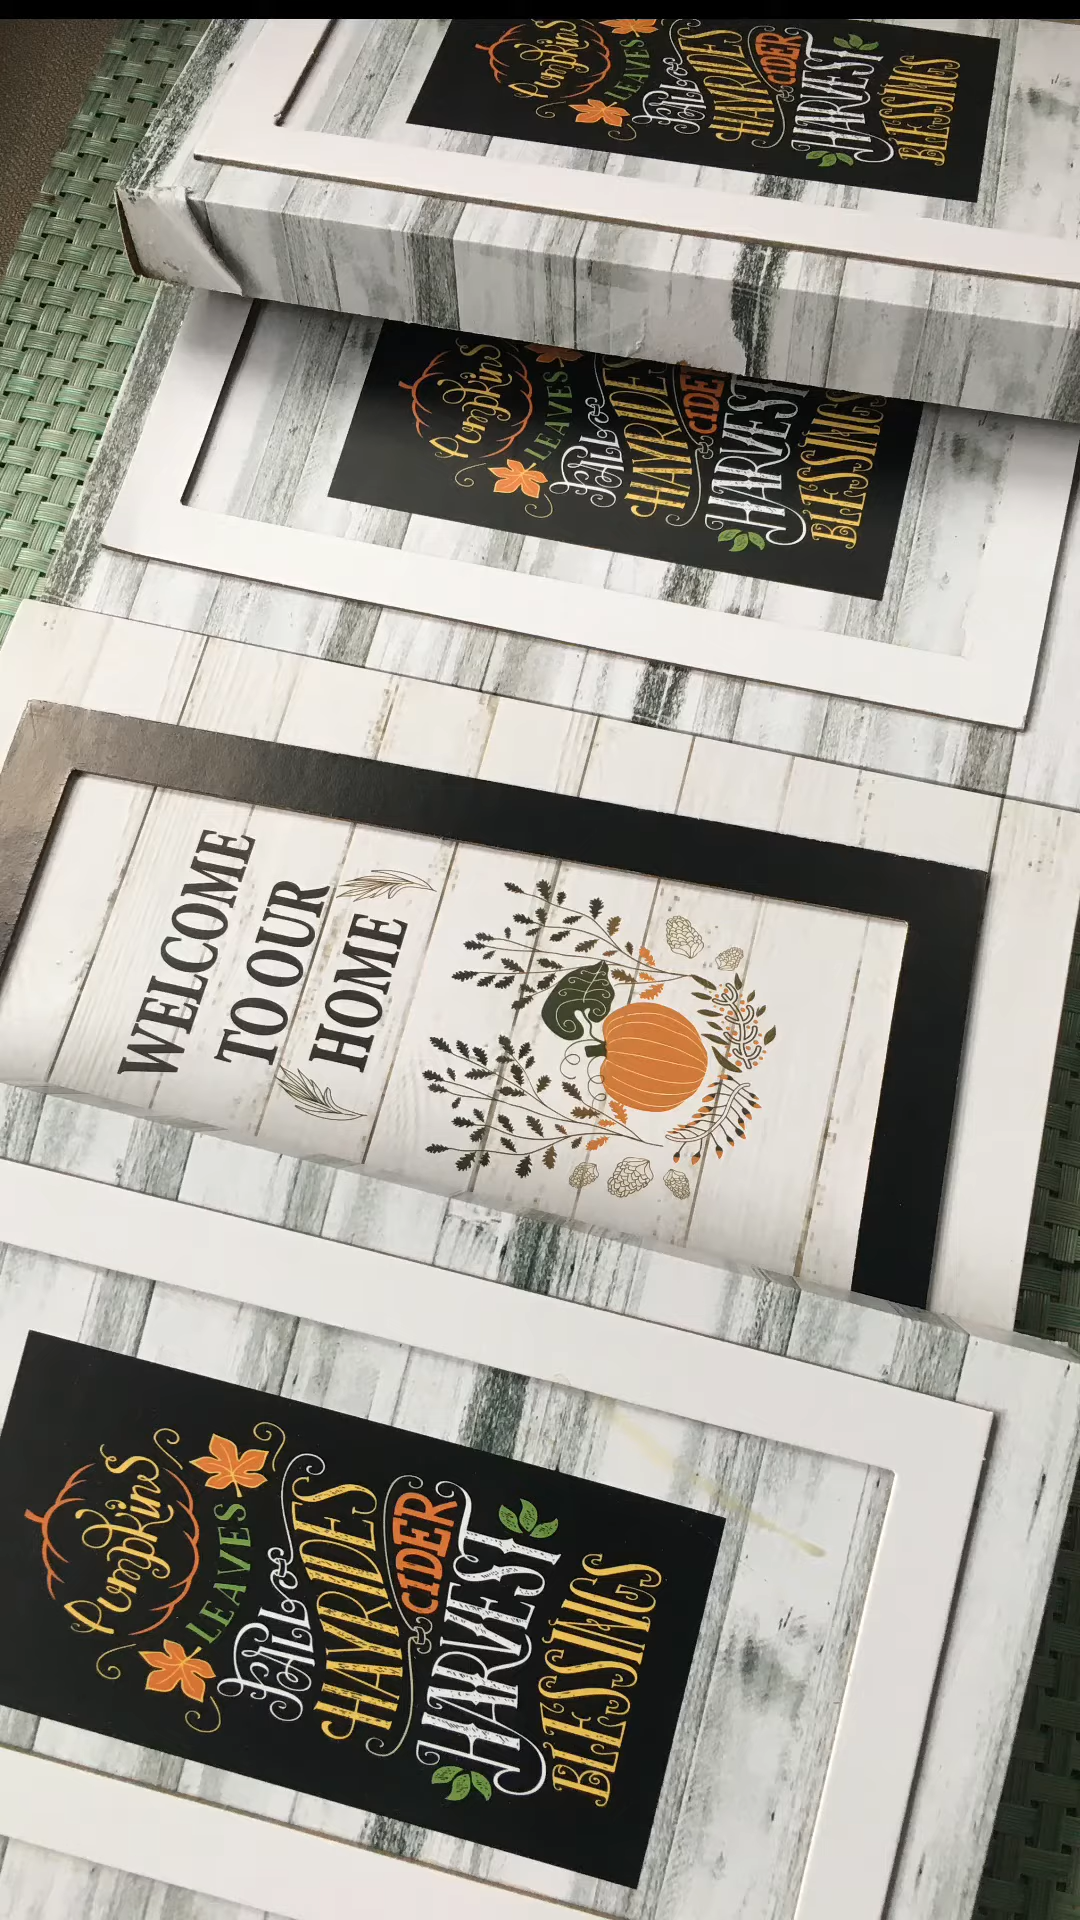 Pumpkins
LEAVES
FALL
HAYRIDES
CIDER
HARVEST
BLESSINGS
Pumpkins
LEAVES
FALL
HAYRIDES
CIDER
HARVEST
BLESSINGS
WELCOME
TO OUR
HOME
Pumpkins
LEAVES
FALL
HAYRIDES
CIDER
HARVEST
BLESSINGS